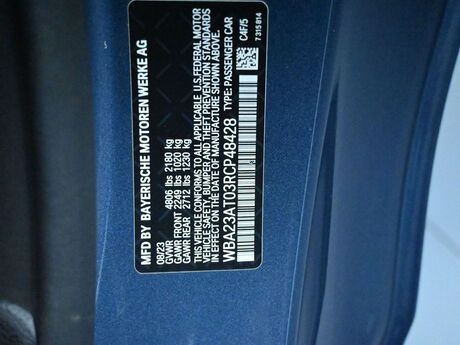 MFD BY BAYERISCHE MOTOREN WERKE AG
08/23
GVWR 4806 lbs 2180 kg
GAWR FRONT 2249 lbs 1020 kg
GAWR REAR 2712 lbs 1230 kg
THIS VEHICLE CONFORMS TO ALL APPLICABLE U.S. FEDERAL MOTOR
VEHICLE SAFETY, BUMPER AND THEFT PREVENTION STANDARDS
IN EFFECT ON THE DATE OF MANUFACTURE SHOWN ABOVE.
WBA23AT03RCP48428 TYPE: PASSENGER CAR
C4F/5
7 315 814